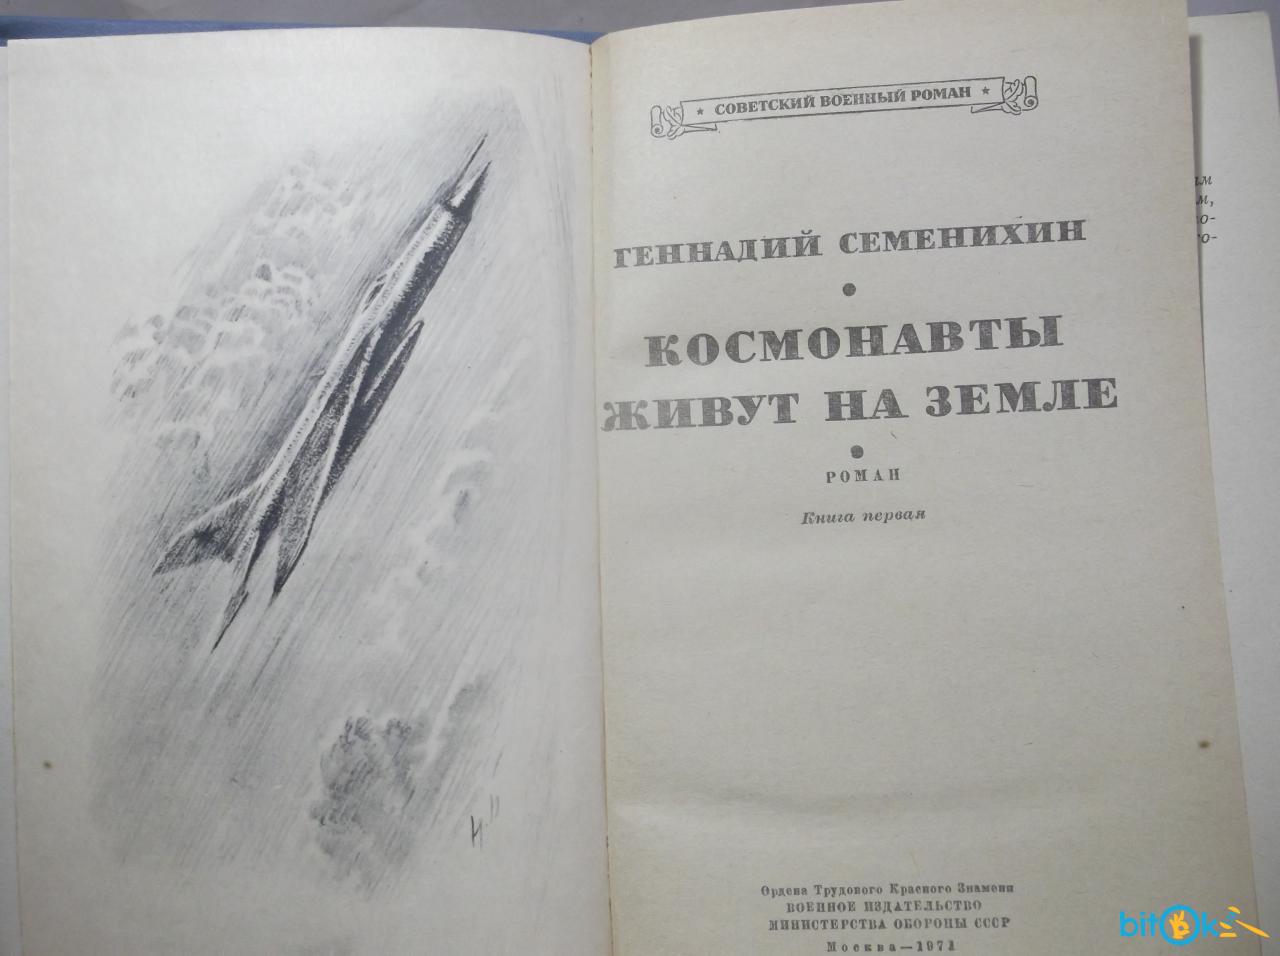 ★ СОВЕТСКИЙ ВОЕННЫЙ РОМАН ★
ГЕННАДИЙ СЕМЕНИХИН
КОСМОНАВТЫ
ЖИВУТ НА ЗЕМЛЕ
РОМАН
Книга первая
Ордена Трудового Красного Знамени
ВОЕННОЕ ИЗДАТЕЛЬСТВО
МИНИСТЕРСТВА ОБОРОНЫ СССР
Москва—1971
bitOk